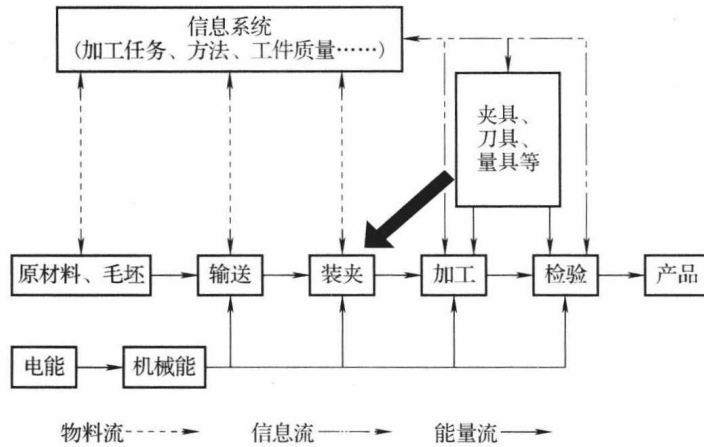 信息系统
(加工任务、方法、工件质量……)
夹具、
刀具、
量具等
原材料、毛坯
输送
装夹
加工
检验
产品
电能
机械能
物料流
信息流
能量流